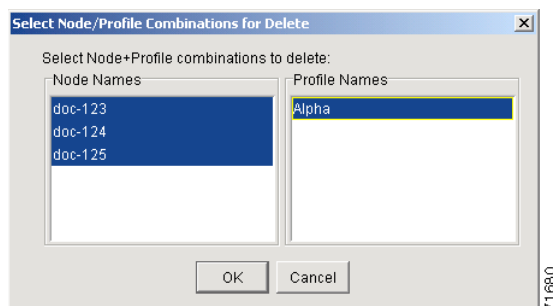 Select Node/Profile Combinations for Delete
Select Node+Profile combinations to delete:
Node Names
Profile Names
doc-123
doc-124
doc-125
Alpha
OK
Cancel
71680